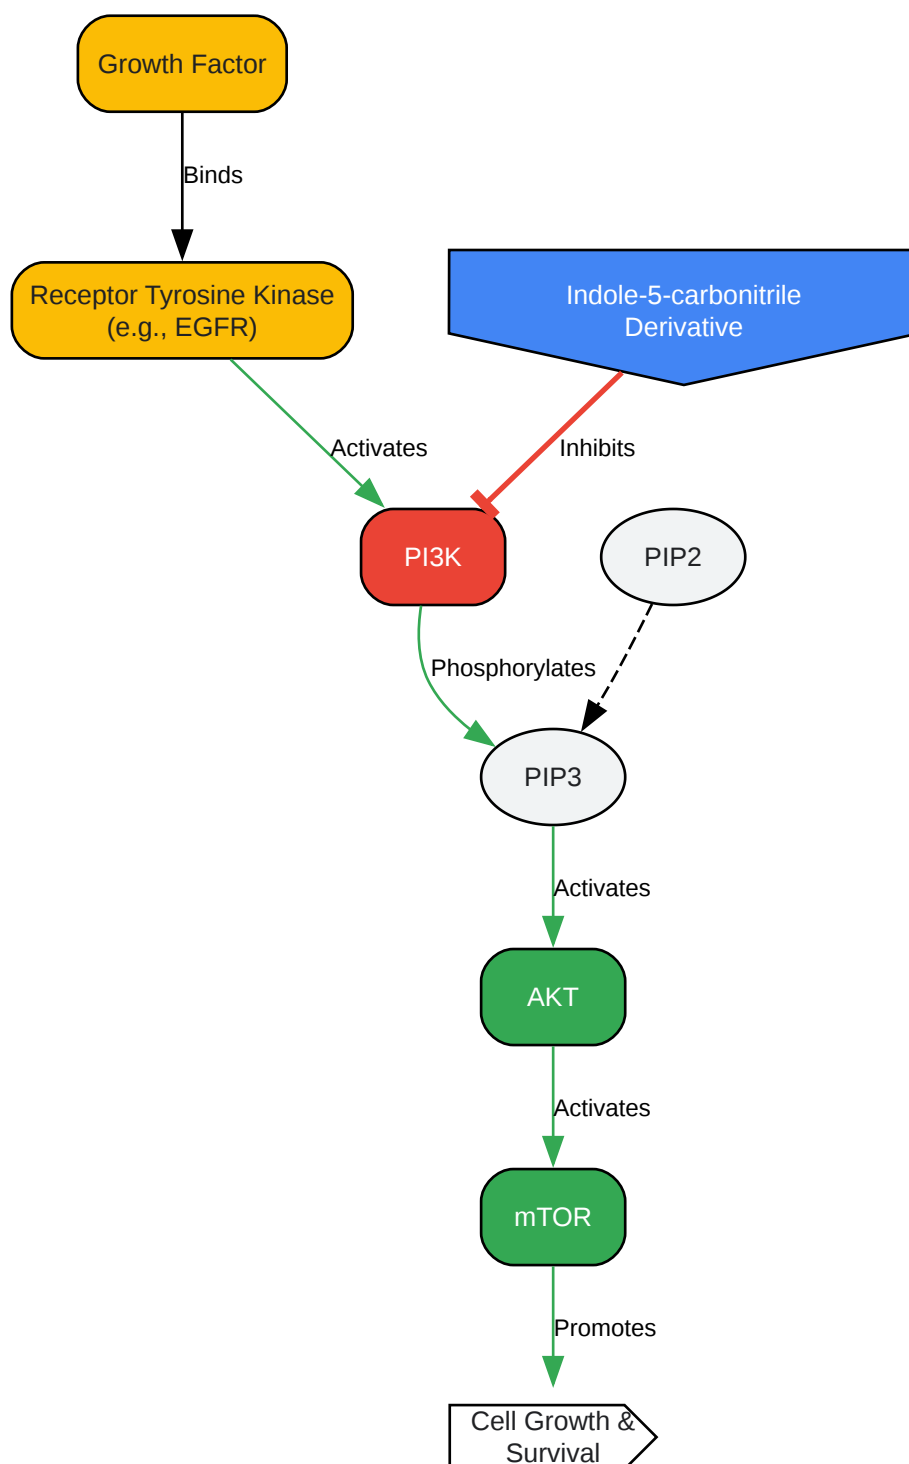 Growth Factor
Binds
Receptor Tyrosine Kinase
(e.g., EGFR)
Indole-5-carbonitrile
Derivative
Activates
Inhibits
PI3K
PIP2
Phosphorylates
PIP3
Activates
AKT
Activates
mTOR
Promotes
Cell Growth &
Survival